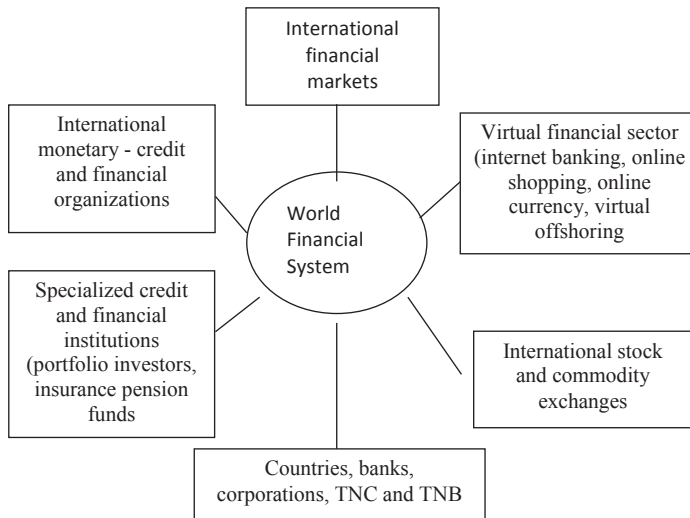 International
financial
markets
International
monetary - credit
and financial
organizations
Virtual financial sector
(internet banking, online
shopping, online
currency, virtual
offshoring
World
Financial
System
Specialized credit
and financial
institutions
(portfolio investors,
insurance pension
funds
International stock
and commodity
exchanges
Countries, banks,
corporations, TNC and TNB